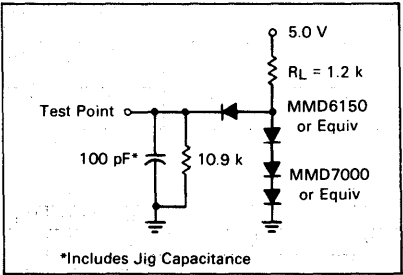 5.0 V
RL = 1.2 k
Test Point
MMD6150
or Equiv
100 pF*
10.9 k
MMD7000
or Equiv
*Includes Jig Capacitance